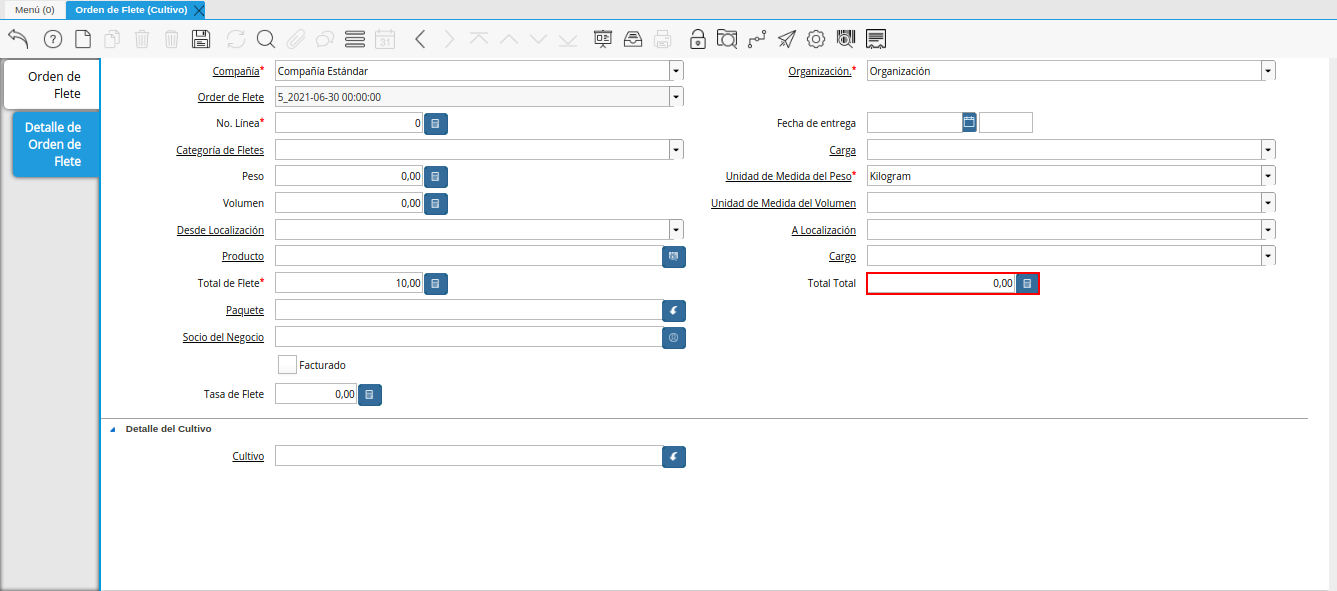 Menú (0)
Orden de Flete (Cultivo)
31
Orden de
Flete
Detalle de
Orden de
Flete
Compañía* Compañía Estándar
Organización.* Organización
Order de Flete 5_2021-06-30 00:00:00
No. Línea* 0
Fecha de entrega
Categoría de Fletes
Carga
Peso 0,00
Unidad de Medida del Peso* Kilogram
Volumen 0,00
Unidad de Medida del Volumen
Desde Localización
A Localización
Producto
Cargo
Total de Flete* 10,00
Total Total 0,00
Paquete
Socio del Negocio
Facturado
Tasa de Flete 0,00
Detalle del Cultivo
Cultivo